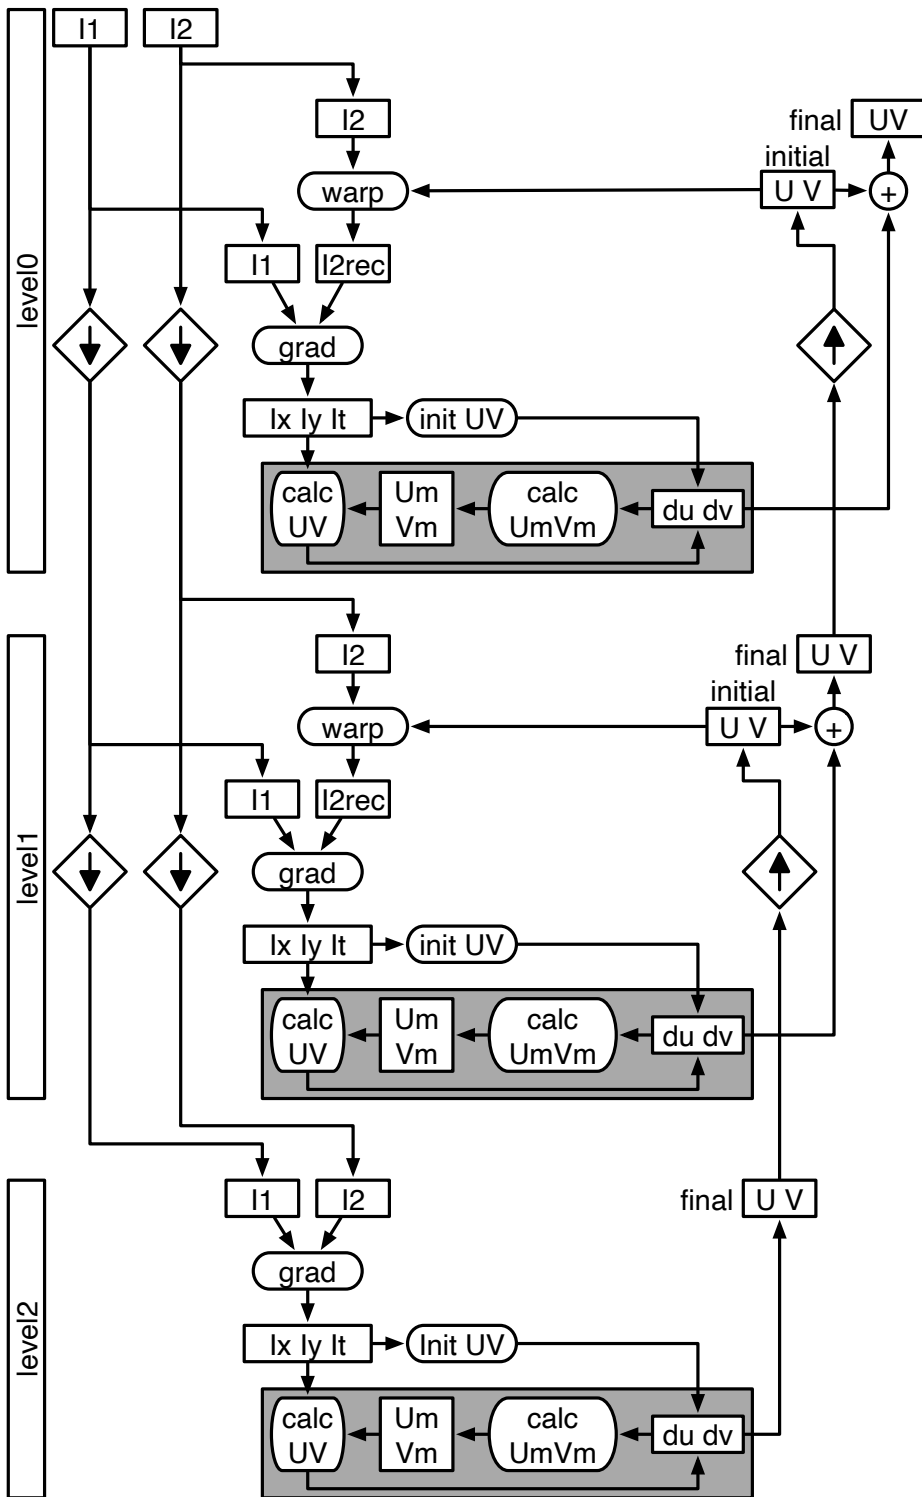 I1
I2
level0
I2
final UV
initial
warp
U V
+
I1
I2rec
grad
Ix Iy It
init UV
calc
UV
Um
Vm
calc
UmVm
du dv
level1
I2
final U V
initial
warp
U V
+
I1
I2rec
grad
Ix Iy It
init UV
calc
UV
Um
Vm
calc
UmVm
du dv
level2
I1
I2
final U V
grad
Ix Iy It
Init UV
calc
UV
Um
Vm
calc
UmVm
du dv